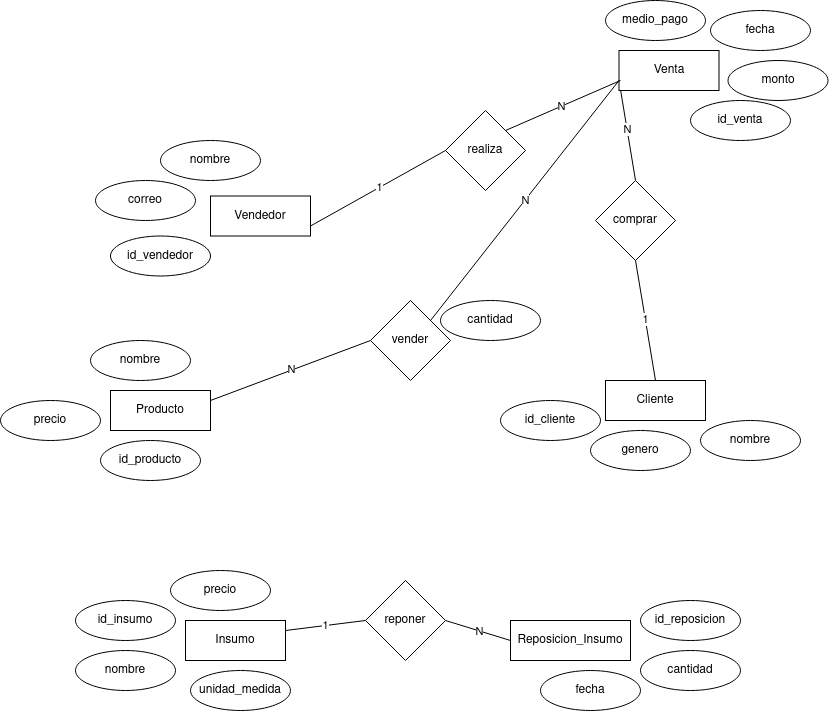 medio_pago
fecha
Venta
monto
id_venta
N
N
realiza
nombre
1
correo
N
Vendedor
comprar
id_vendedor
cantidad
1
vender
nombre
N
Producto
Cliente
precio
id_cliente
nombre
genero
id_producto
precio
id_insumo
reponer
id_reposicion
1
N
Insumo
Reposicion_Insumo
nombre
cantidad
unidad_medida
fecha